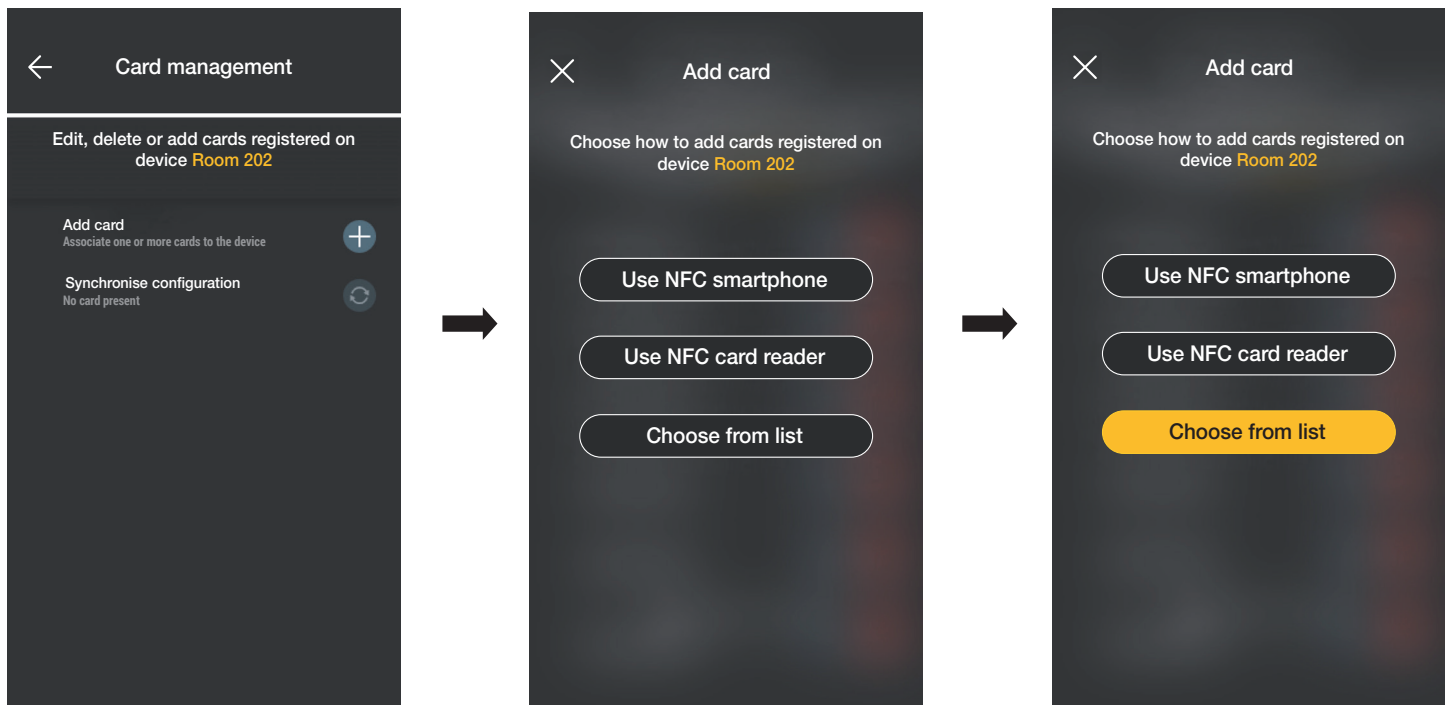 Card management
Edit, delete or add cards registered on
device Room 202
Add card
Associate one or more cards to the device
Synchronise configuration
No card present
Add card
Choose how to add cards registered on
device Room 202
Use NFC smartphone
Use NFC card reader
Choose from list
Add card
Choose how to add cards registered on
device Room 202
Use NFC smartphone
Use NFC card reader
Choose from list